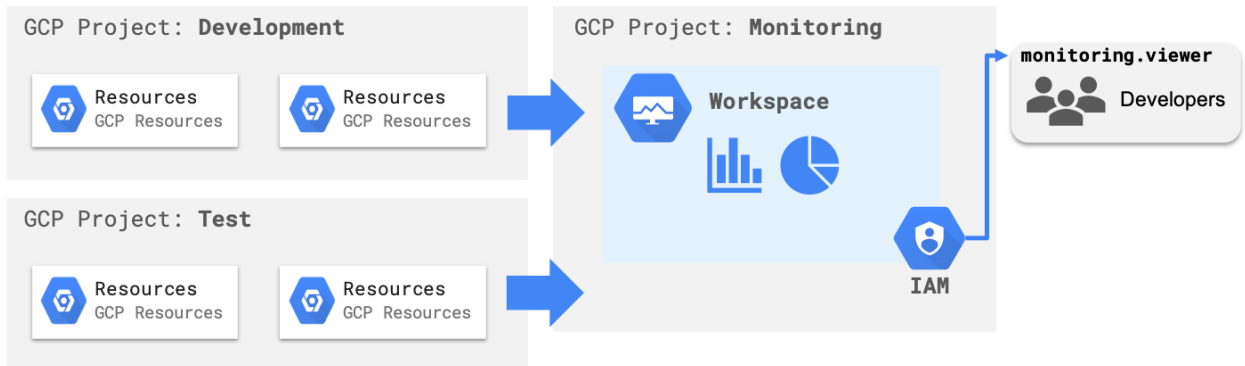 GCP Project: Development
Resources
GCP Resources
Resources
GCP Resources
GCP Project: Test
Resources
GCP Resources
Resources
GCP Resources
GCP Project: Monitoring
Workspace
IAM
monitoring.viewer
Developers